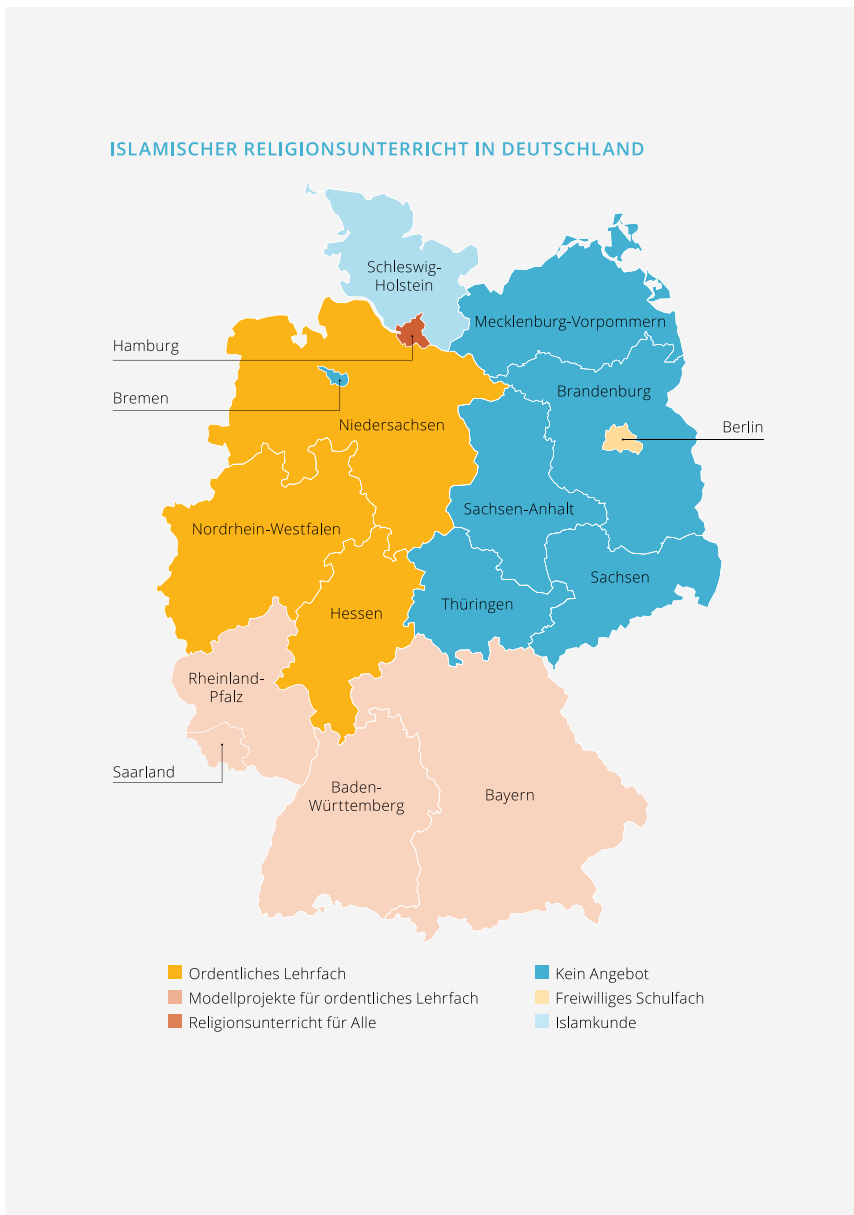 ISLAMISCHER RELIGIONSUNTERRICHT IN DEUTSCHLAND
Schleswig-
Holstein
Mecklenburg-Vorpommern
Hamburg
Brandenburg
Bremen
Niedersachsen
Berlin
Sachsen-Anhalt
Nordrhein-Westfalen
Sachsen
Thüringen
Hessen
Rheinland-
Pfalz
Saarland
Baden-
Württemberg
Bayern
Ordentliches Lehrfach
Modellprojekte für ordentliches Lehrfach
Religionsunterricht für Alle
Kein Angebot
Freiwilliges Schulfach
Islamkunde